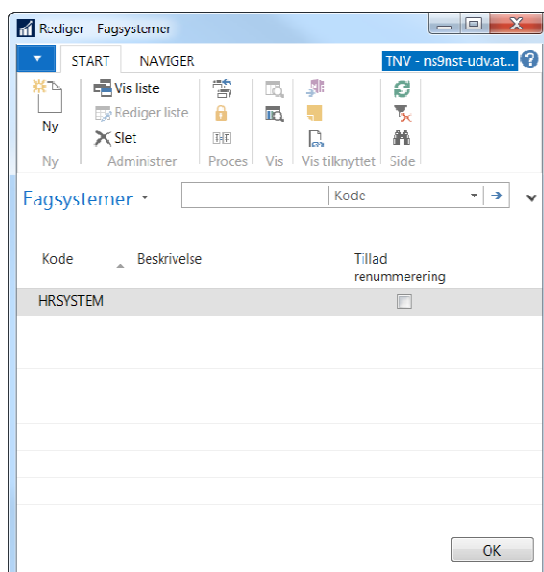 Rediger - Fagsystemer
START NAVIGER TNV - ns9nst-udv.at... ?
Ny
Vis liste
Rediger liste
Slet
Ny Administrer Proces Vis Vis tilknyttet Side
Fagsystemer Kode
Kode Beskrivelse Tillad renummerering
HRSYSTEM
OK